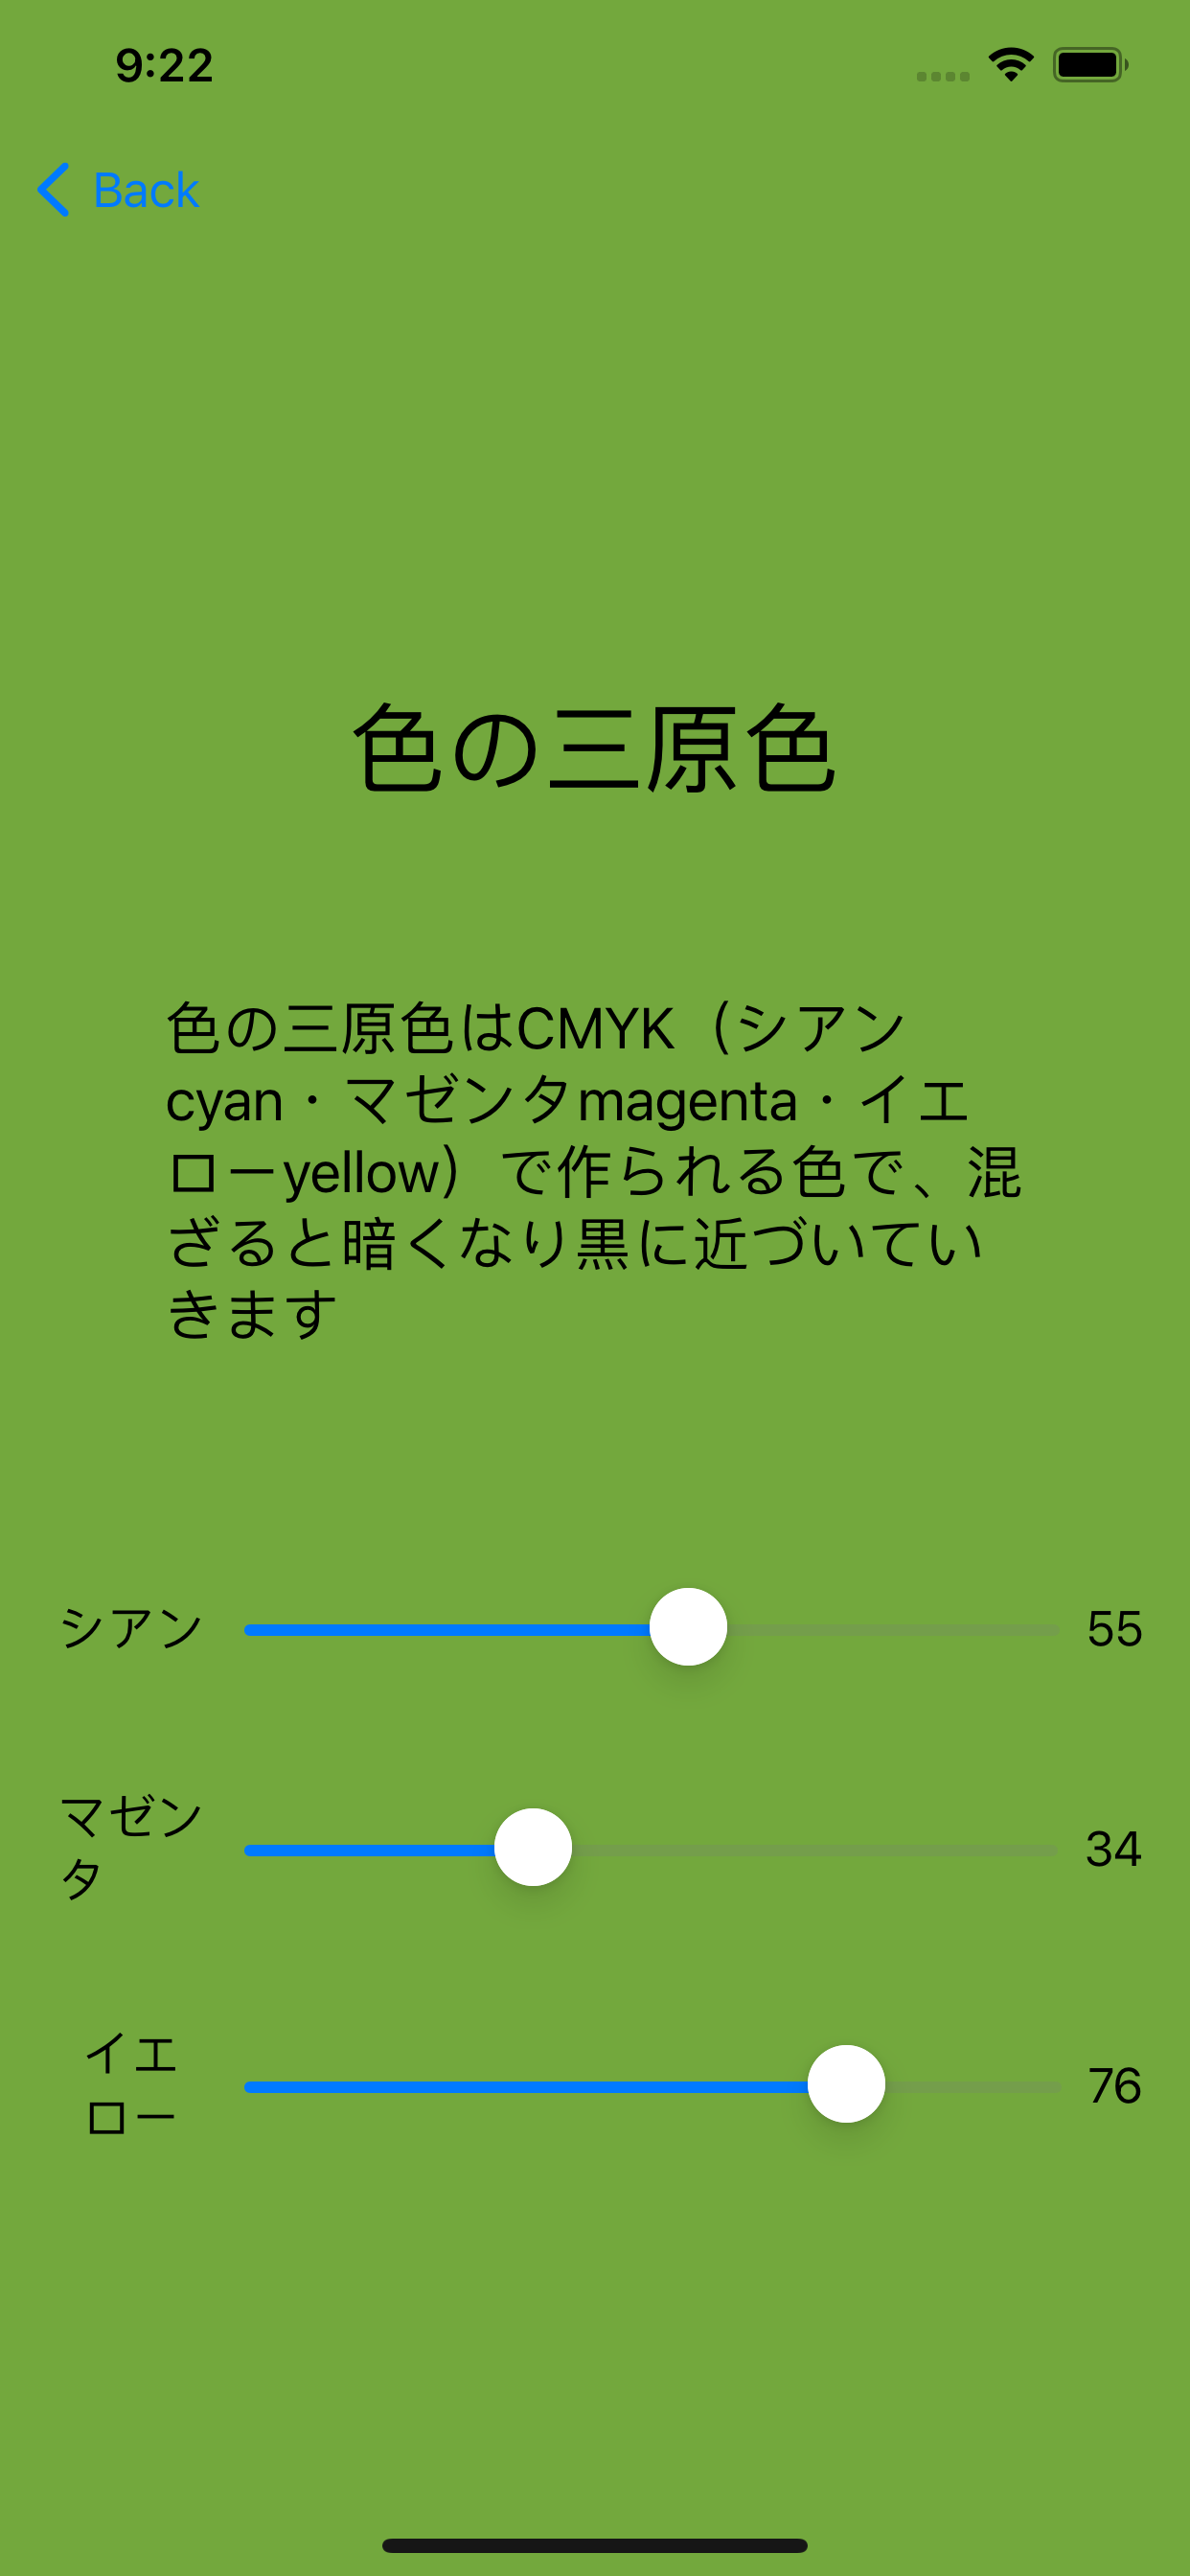 9:22
Back
色の三原色
色の三原色はCMYK（シアン
cyan・マゼンタmagenta・イエ
ローyellow）で作られる色で、混
ざると暗くなり黒に近づいてい
きます
シアン
55
マゼン
タ
34
イエ
ロー
76